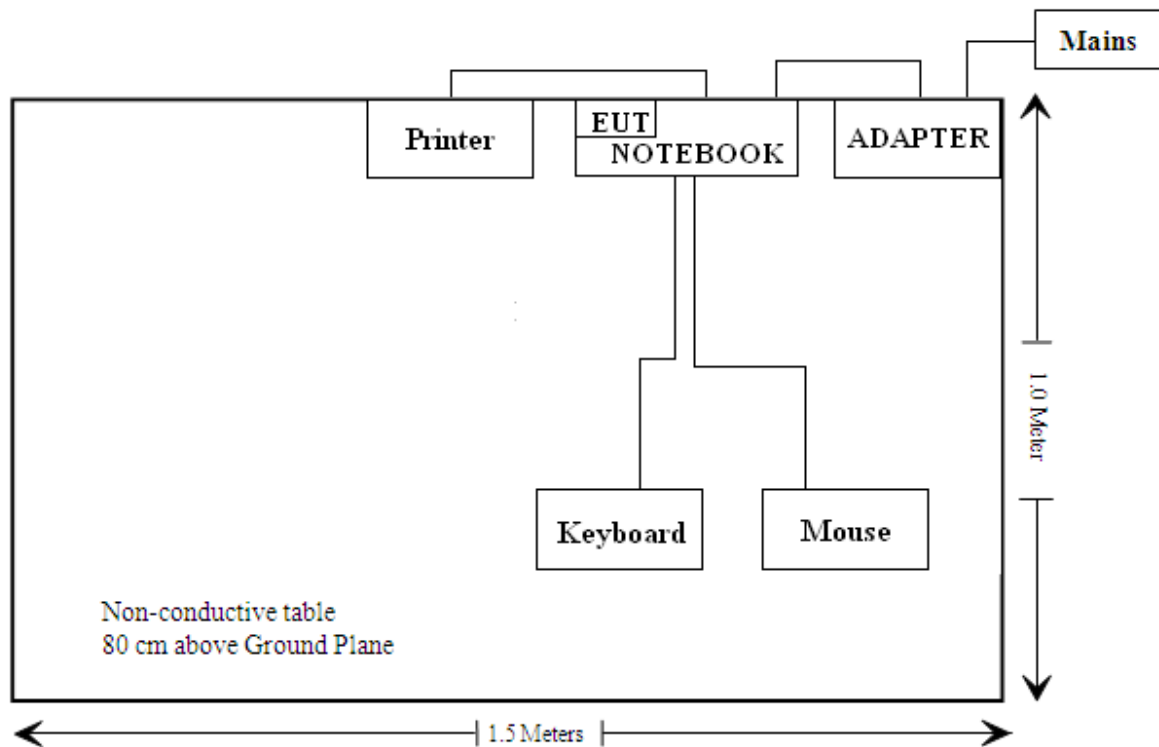 Mains
EUT
Printer
NOTEBOOK
ADAPTER
1.0 Meter
Keyboard
Mouse
Non-conductive table
80 cm above Ground Plane
1.5 Meters